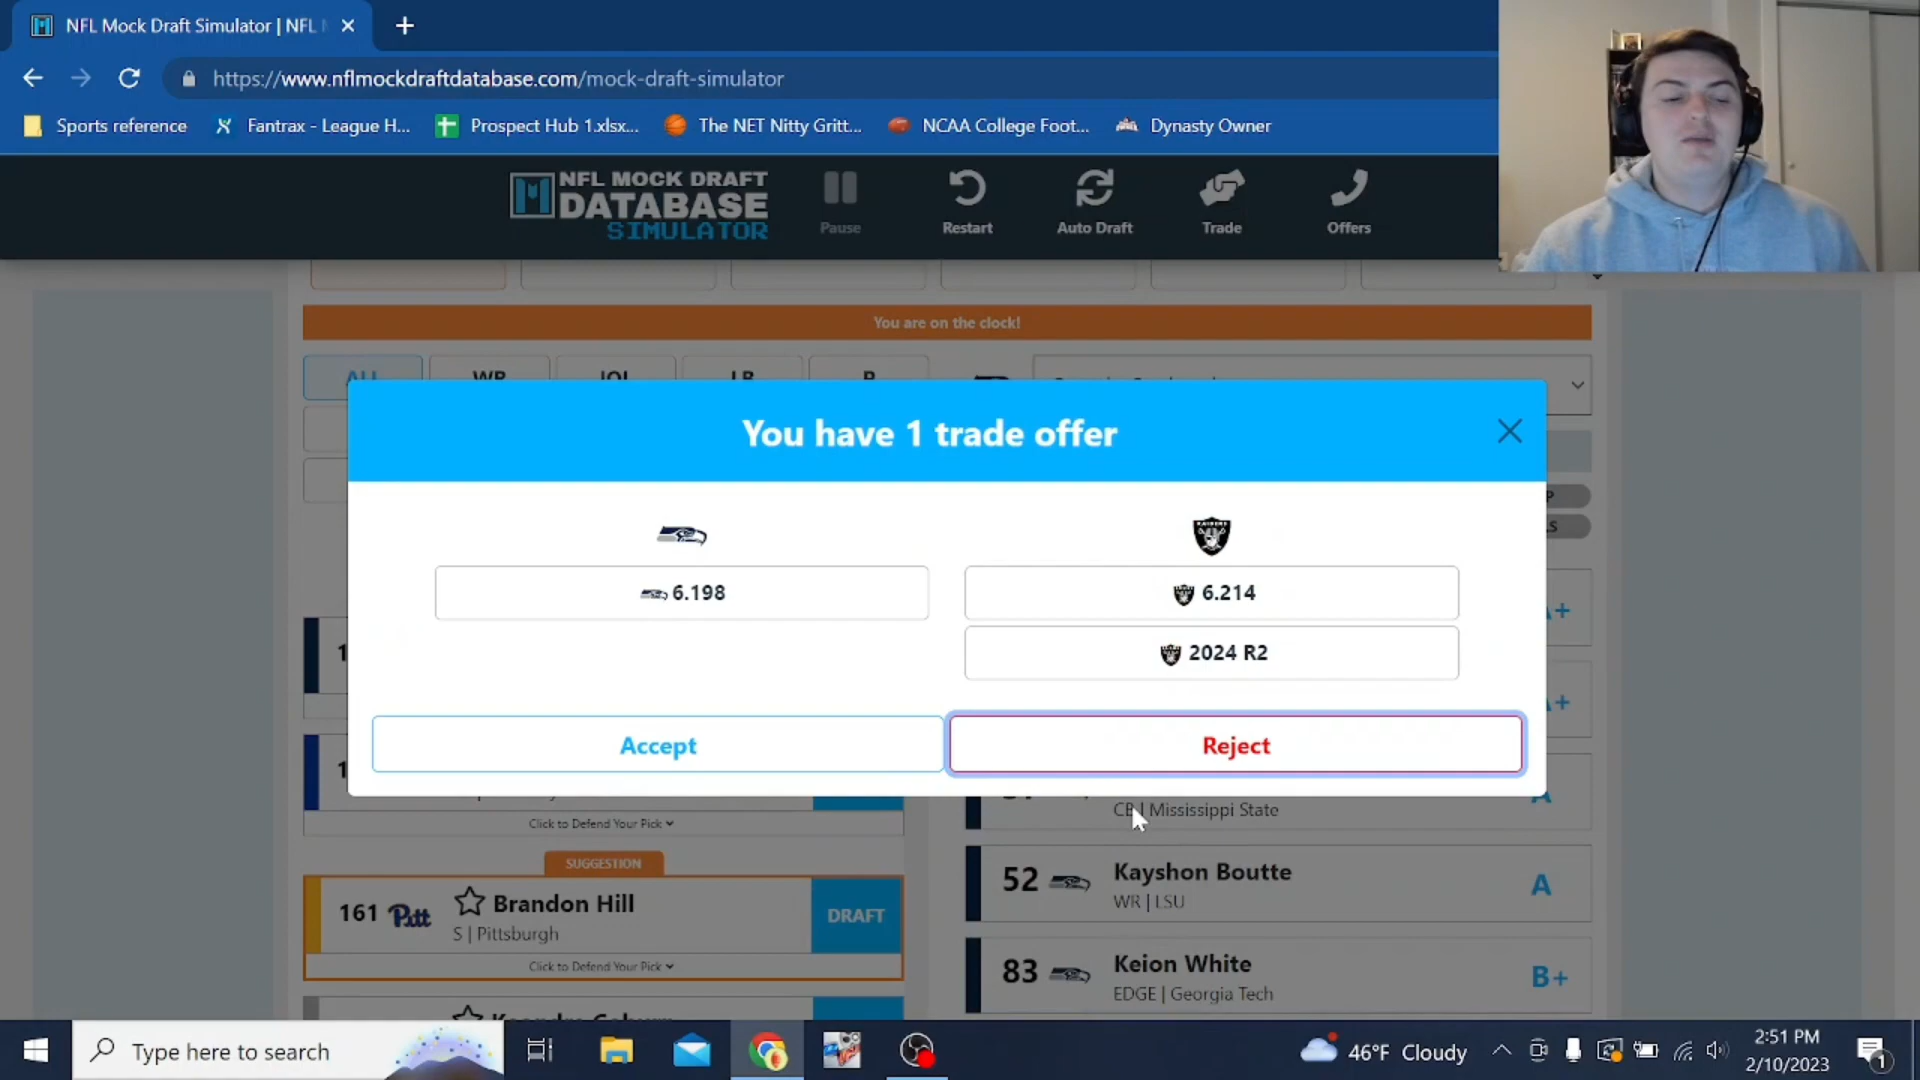 NFL Mock Draft Simulator | NFL
https://www.nflmockdraftdatabase.com/mock-draft-simulator
Sports reference
Fantrax - League H...
Prospect Hub 1.xlsx...
The NET Nitty Gritt...
NCAA College Foot...
Dynasty Owner
NFL MOCK DRAFT
DATABASE
SIMULATOR
Pause
Restart
Auto Draft
Trade
Offers
You are on the clock!
ALL
WR
IOL
LB
You have 1 trade offer
6.198
RAIDERS
6.214
2024 R2
Accept
Reject
CB | Mississippi State
A
Click to Defend Your Pick
SUGGESTION
161 Pitt Brandon Hill
S | Pittsburgh
DRAFT
Click to Defend Your Pick
52 Kayshon Boutte
WR | LSU
A
83 Keion White
EDGE | Georgia Tech
B+
Type here to search
46°F Cloudy
2:51 PM
2/10/2023
1